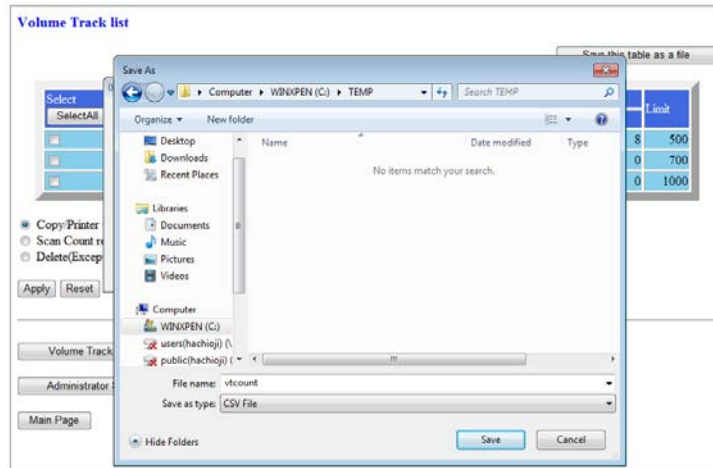 Volume Track list
Save this table as a file
Save As
Computer ▸ WINXPEN (C:) ▸ TEMP
Search TEMP
Select
SelectAll
Limit
Organize ▾
New folder
Desktop
Downloads
Recent Places
Name
Date modified
Type
No items match your search.
8
500
0
700
0
1000
Libraries
Documents
Music
Pictures
Videos
Copy/Printer
Scan Count re
Delete(Excep
Apply
Reset
Computer
WINXPEN (C:)
users(hachioji) (\
public(hachioji) (
Volume Track
Administrator
Main Page
File name:
vtcount
Save as type:
CSV File
Hide Folders
Save
Cancel